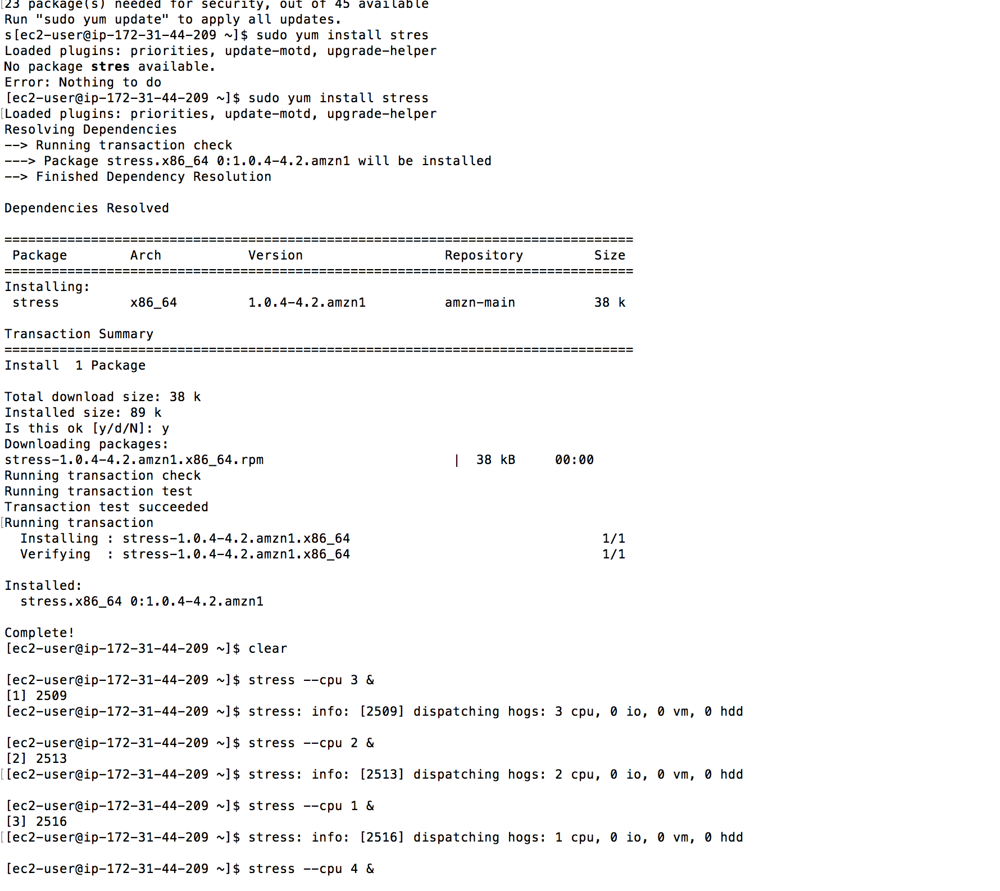 [23 package(s) needed for security, out of 45 available
Run "sudo yum update" to apply all updates.
s[ec2-user@ip-172-31-44-209 ~]$ sudo yum install stres
Loaded plugins: priorities, update-motd, upgrade-helper
No package stres available.
Error: Nothing to do
[ec2-user@ip-172-31-44-209 ~]$ sudo yum install stress
[Loaded plugins: priorities, update-motd, upgrade-helper
Resolving Dependencies
--> Running transaction check
---> Package stress.x86_64 0:1.0.4-4.2.amzn1 will be installed
--> Finished Dependency Resolution

Dependencies Resolved

================================================================================
 Package        Arch           Version                  Repository         Size
================================================================================
Installing:
 stress         x86_64         1.0.4-4.2.amzn1          amzn-main          38 k

Transaction Summary
================================================================================
Install  1 Package

Total download size: 38 k
Installed size: 89 k
Is this ok [y/d/N]: y
Downloading packages:
stress-1.0.4-4.2.amzn1.x86_64.rpm                        |  38 kB     00:00
Running transaction check
Running transaction test
Transaction test succeeded
[Running transaction
  Installing : stress-1.0.4-4.2.amzn1.x86_64                                1/1
  Verifying  : stress-1.0.4-4.2.amzn1.x86_64                                1/1

Installed:
  stress.x86_64 0:1.0.4-4.2.amzn1

Complete!
[ec2-user@ip-172-31-44-209 ~]$ clear

[ec2-user@ip-172-31-44-209 ~]$ stress --cpu 3 &
[1] 2509
[ec2-user@ip-172-31-44-209 ~]$ stress: info: [2509] dispatching hogs: 3 cpu, 0 io, 0 vm, 0 hdd

[ec2-user@ip-172-31-44-209 ~]$ stress --cpu 2 &
[2] 2513
[[ec2-user@ip-172-31-44-209 ~]$ stress: info: [2513] dispatching hogs: 2 cpu, 0 io, 0 vm, 0 hdd

[ec2-user@ip-172-31-44-209 ~]$ stress --cpu 1 &
[3] 2516
[[ec2-user@ip-172-31-44-209 ~]$ stress: info: [2516] dispatching hogs: 1 cpu, 0 io, 0 vm, 0 hdd

[ec2-user@ip-172-31-44-209 ~]$ stress --cpu 4 &